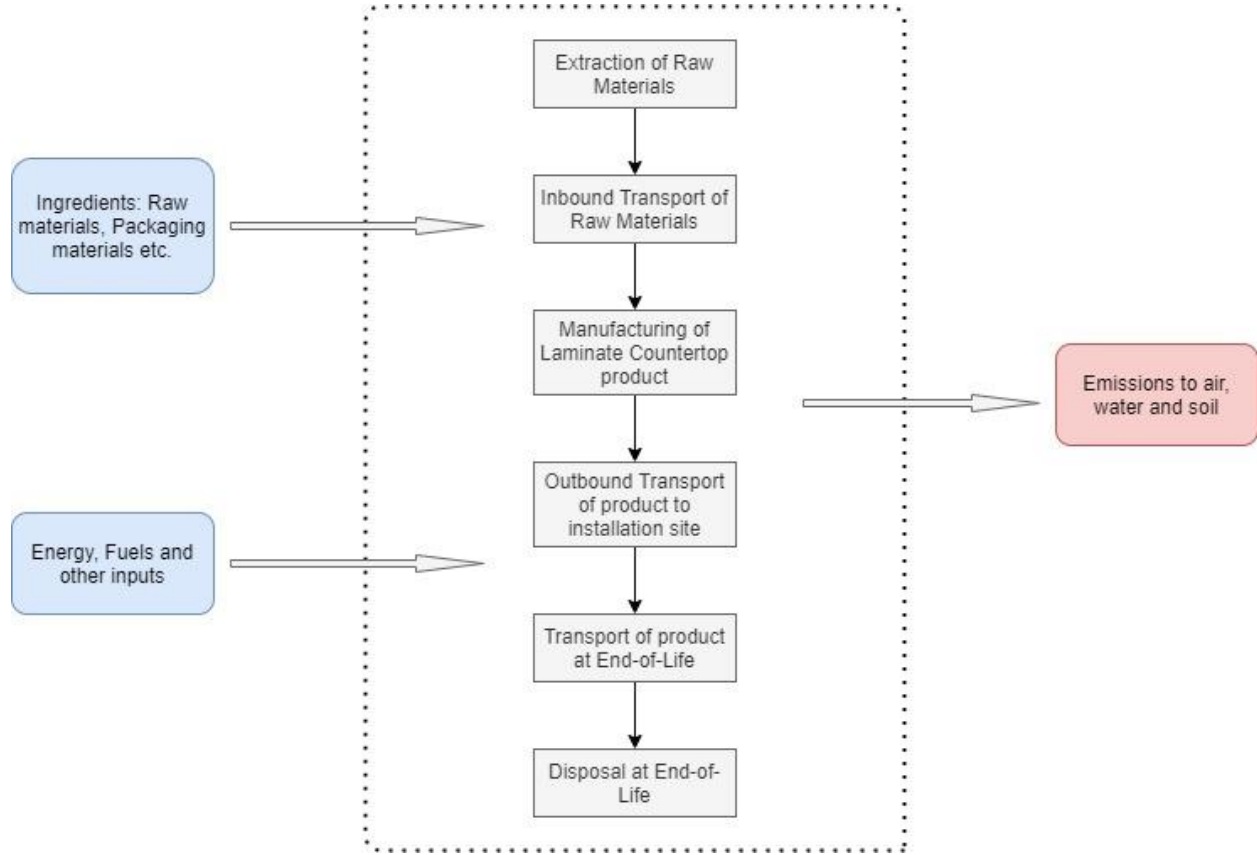 Extraction of Raw
Materials
Ingredients: Raw
materials, Packaging
materials etc.
Inbound Transport of
Raw Materials
Manufacturing of
Laminate Countertop
product
Emissions to air,
water and soil
Outbound Transport
of product to
installation site
Energy, Fuels and
other inputs
Transport of product
at End-of-Life
Disposal at End-of-
Life